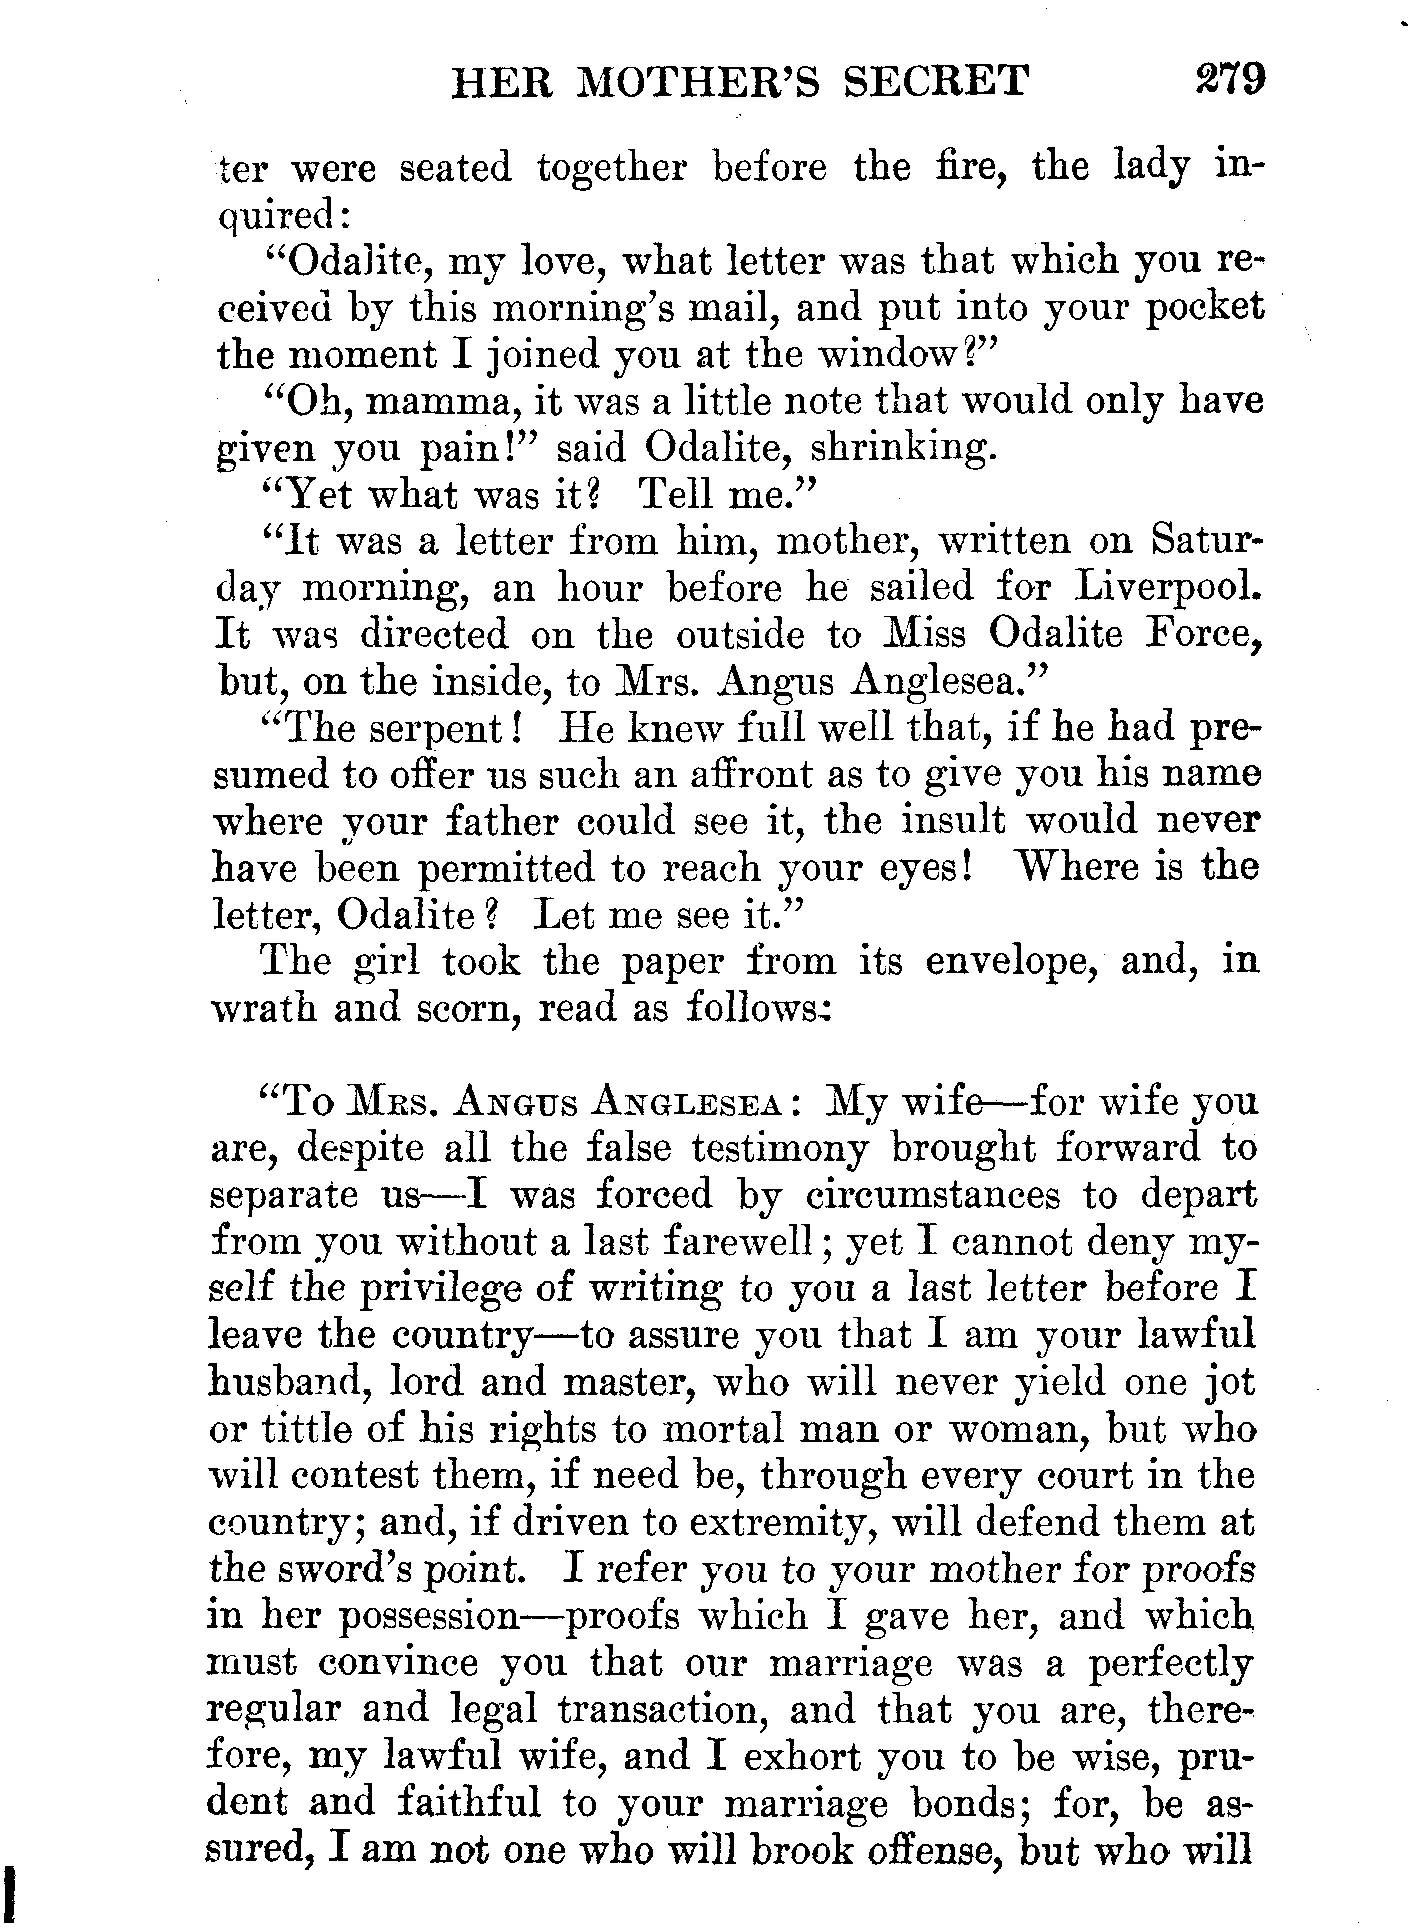 HER MOTHER'S SECRET 279
ter were seated together before the fire, the lady in-
quired:
"Odalite, my love, what letter was that which you re-
ceived by this morning's mail, and put into your pocket
the moment I joined you at the window?"
"Oh, mamma, it was a little note that would only have
given you pain!" said Odalite, shrinking.
"Yet what was it? Tell me."
"It was a letter from him, mother, written on Satur-
day morning, an hour before he sailed for Liverpool.
It was directed on the outside to Miss Odalite Force,
but, on the inside, to Mrs. Angus Anglesea."
"The serpent! He knew full well that, if he had pre-
sumed to offer us such an affront as to give you his name
where your father could see it, the insult would never
have been permitted to reach your eyes! Where is the
letter, Odalite? Let me see it."
The girl took the paper from its envelope, and, in
wrath and scorn, read as follows:
"To Mrs. Angus Anglesea: My wife—for wife you
are, despite all the false testimony brought forward to
separate us—I was forced by circumstances to depart
from you without a last farewell; yet I cannot deny my-
self the privilege of writing to you a last letter before I
leave the country—to assure you that I am your lawful
husband, lord and master, who will never yield one jot
or tittle of his rights to mortal man or woman, but who
will contest them, if need be, through every court in the
country; and, if driven to extremity, will defend them at
the sword's point. I refer you to your mother for proofs
in her possession—proofs which I gave her, and which
must convince you that our marriage was a perfectly
regular and legal transaction, and that you are, there-
fore, my lawful wife, and I exhort you to be wise, pru-
dent and faithful to your marriage bonds; for, be as-
sured, I am not one who will brook offense, but who will